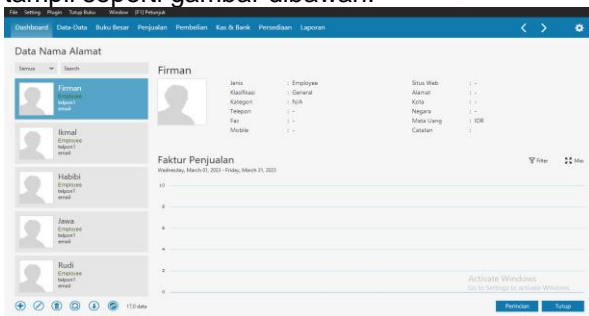 File Setting Plugin Tutup Buku Window [F1] Petunjuk
Dashboard Data-Data Buku Besar Penjualan Pembelian Kas & Bank Persediaan Laporan
Data Nama Alamat
Semua Search
Firman
Employee
telpon1
email
Ikmal
Employee
telpon1
email
Habibi
Employee
telpon1
email
Jawa
Employee
telpon1
email
Rudi
Employee
telpon1
email
17,0 data
Firman
Jenis : Employee
Klasifikasi : General
Kategori : N/A
Telepon : -
Fax : -
Mobile : -
Situs Web : -
Alamat : -
Kota : -
Negara : -
Mata Uang : IDR
Catatan :
Faktur Penjualan
Wednesday, March 01, 2023 - Friday, March 31, 2023
Filter Max
10
8
6
4
2
0
Activate Windows
Go to Settings to activate Windows.
Perincian Tutup